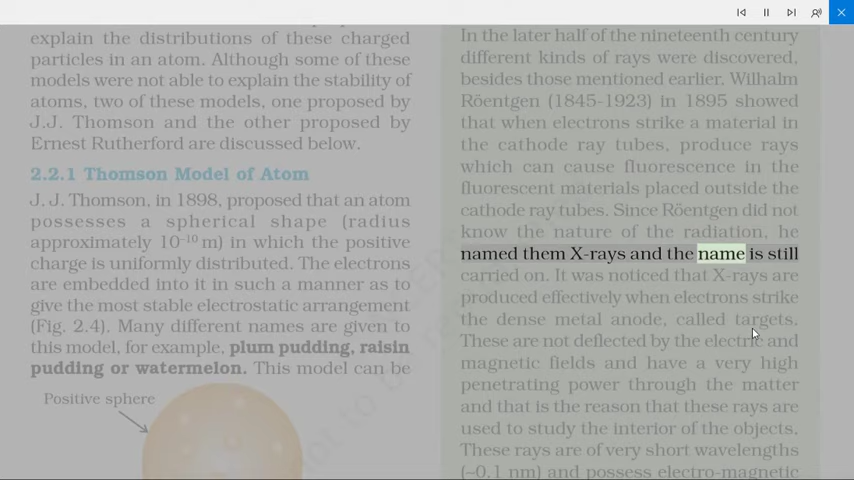 explain the distributions of these charged
particles in an atom. Although some of these
models were not able to explain the stability of
atoms, two of these models, one proposed by
J.J. Thomson and the other proposed by
Ernest Rutherford are discussed below.
2.2.1 Thomson Model of Atom
J. J. Thomson, in 1898, proposed that an atom
possesses a spherical shape (radius
approximately 10⁻¹⁰ m) in which the positive
charge is uniformly distributed. The electrons
are embedded into it in such a manner as to
give the most stable electrostatic arrangement
(Fig. 2.4). Many different names are given to
this model, for example, plum pudding, raisin
pudding or watermelon. This model can be
Positive sphere
In the later half of the nineteenth century
different kinds of rays were discovered,
besides those mentioned earlier. Wilhalm
Röentgen (1845-1923) in 1895 showed
that when electrons strike a material in
the cathode ray tubes, produce rays
which can cause fluorescence in the
fluorescent materials placed outside the
cathode ray tubes. Since Röentgen did not
know the nature of the radiation, he
named them X-rays and the name is still
carried on. It was noticed that X-rays are
produced effectively when electrons strike
the dense metal anode, called targets.
These are not deflected by the electric and
magnetic fields and have a very high
penetrating power through the matter
and that is the reason that these rays are
used to study the interior of the objects.
These rays are of very short wavelengths
(~0.1 nm) and possess electro-magnetic